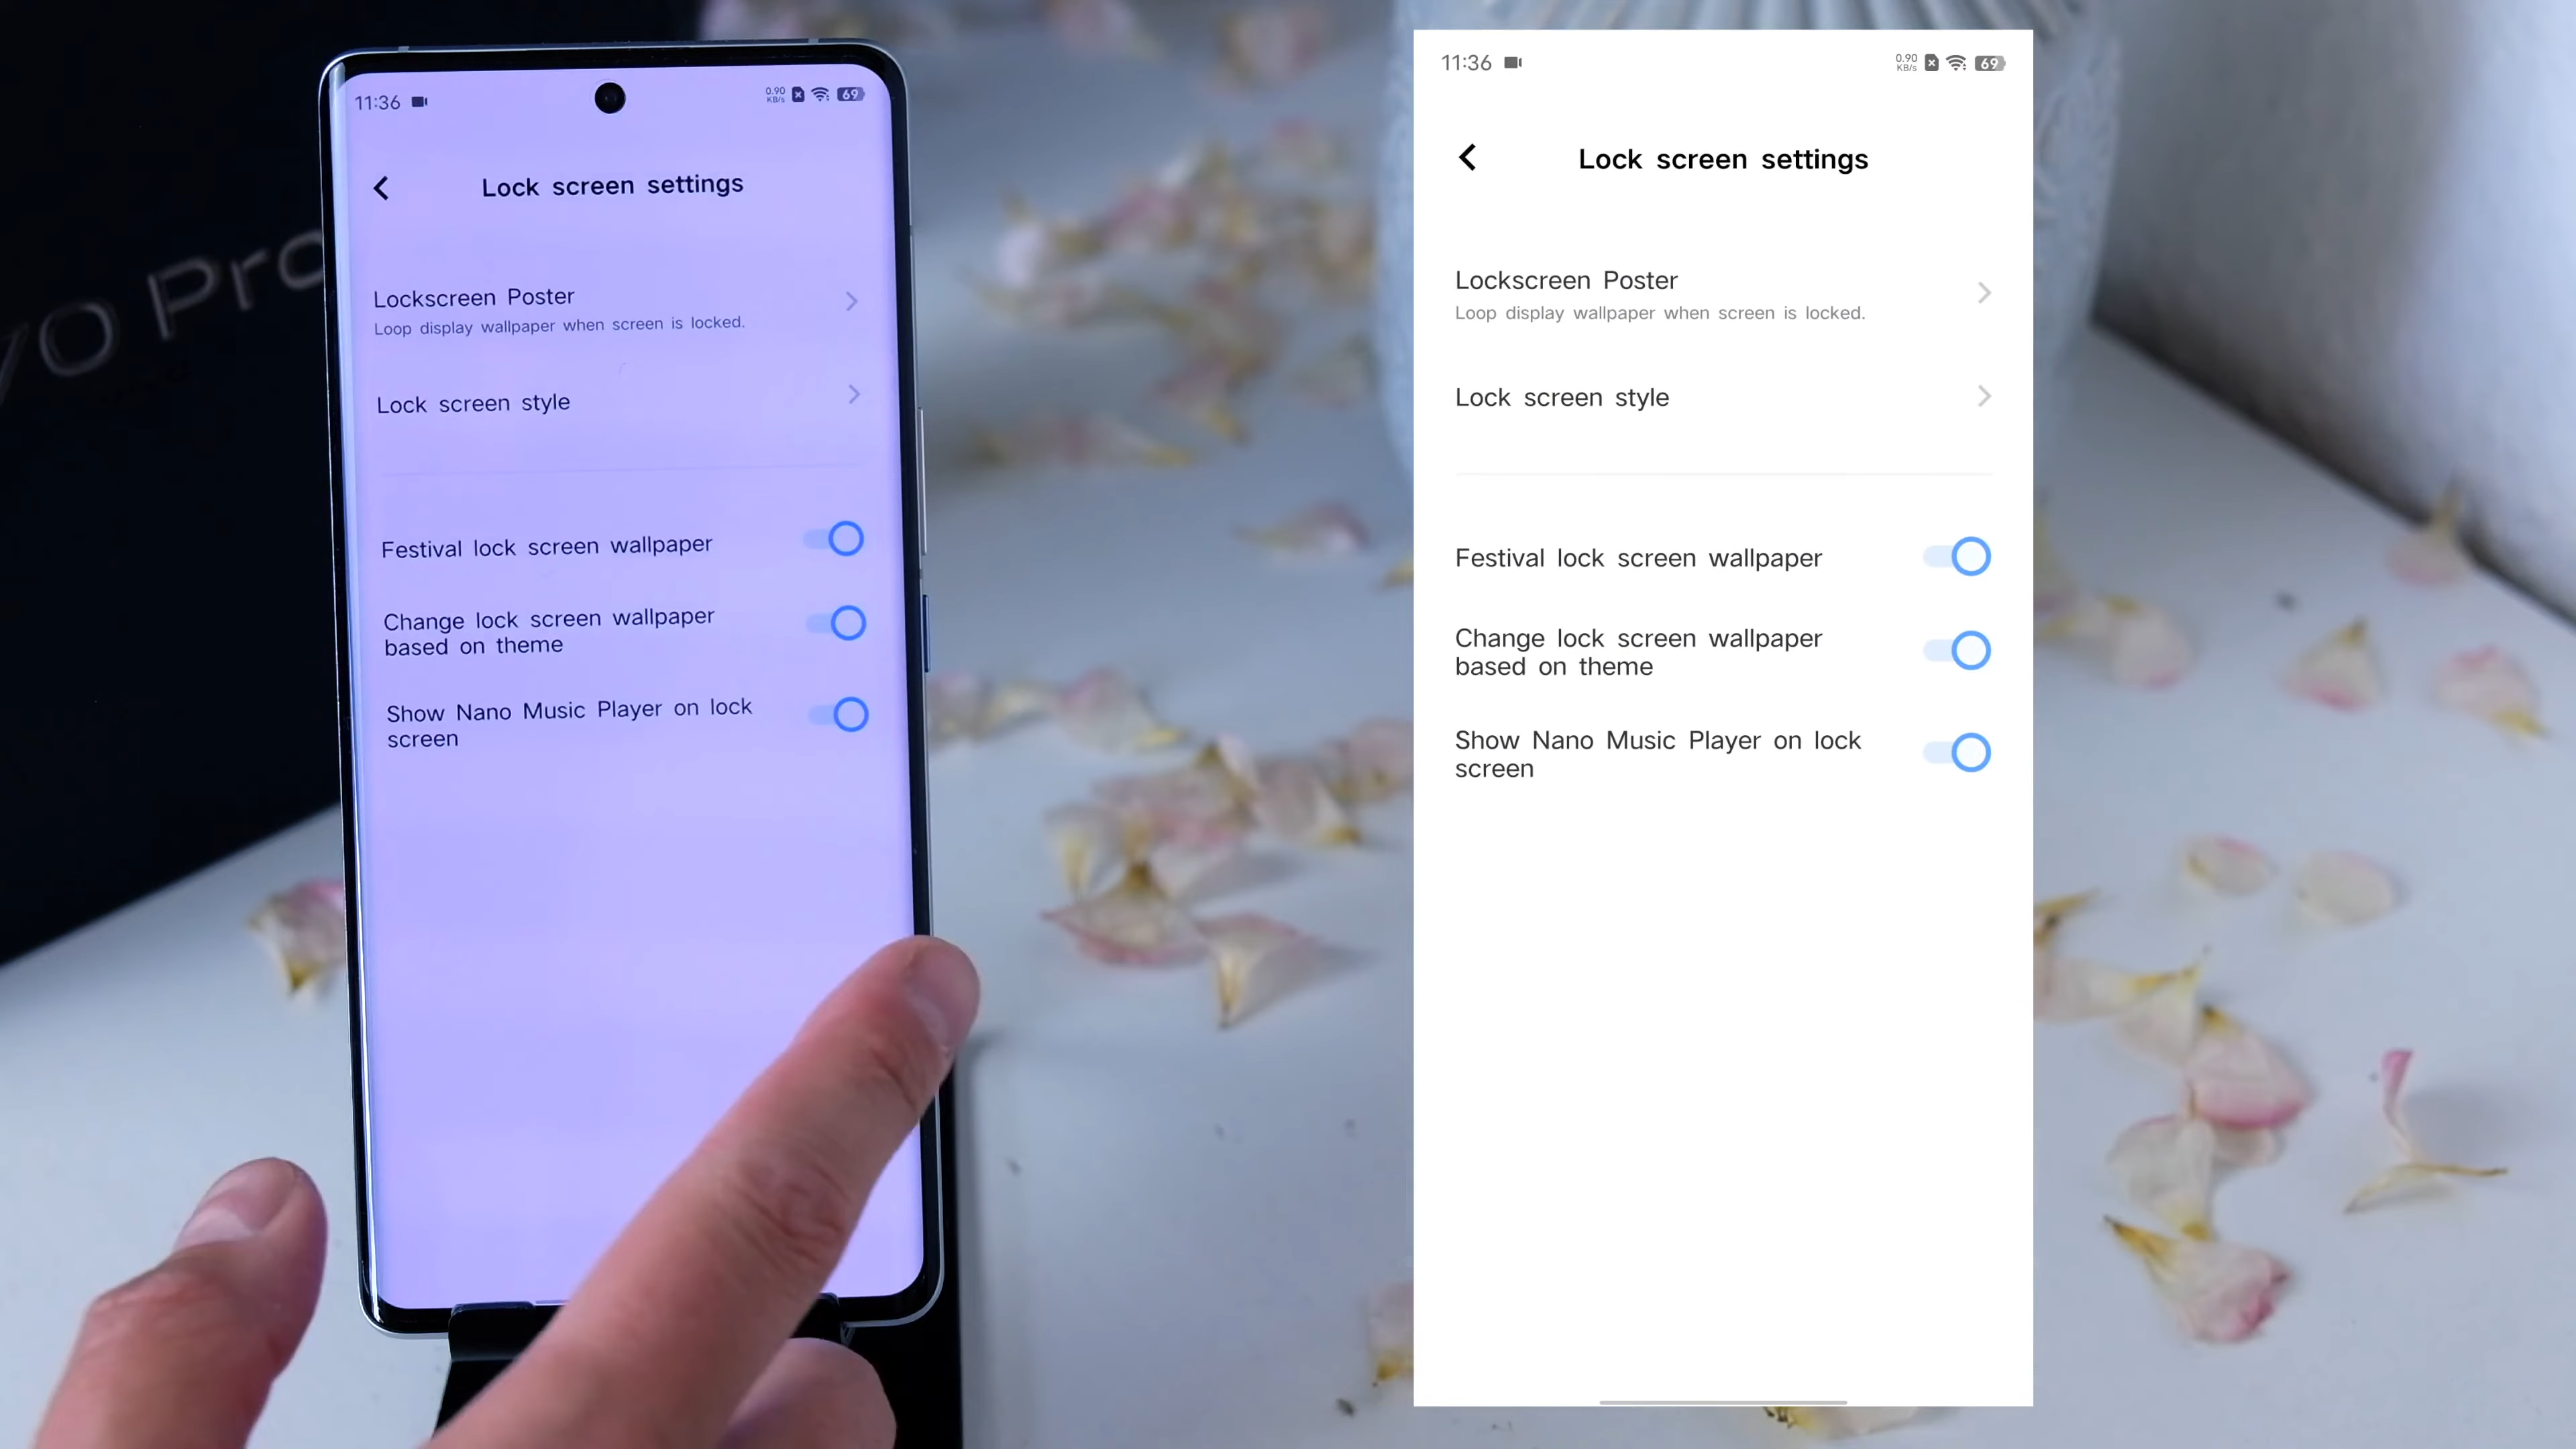 yo Pro
11:36
0.90
KB/s
69
Lock screen settings
Lockscreen Poster
Loop display wallpaper when screen is locked.
Lock screen style
Festival lock screen wallpaper
Change lock screen wallpaper
based on theme
Show Nano Music Player on lock
screen
11:36
0.90
KB/s
69
Lock screen settings
Lockscreen Poster
Loop display wallpaper when screen is locked.
Lock screen style
Festival lock screen wallpaper
Change lock screen wallpaper
based on theme
Show Nano Music Player on lock
screen